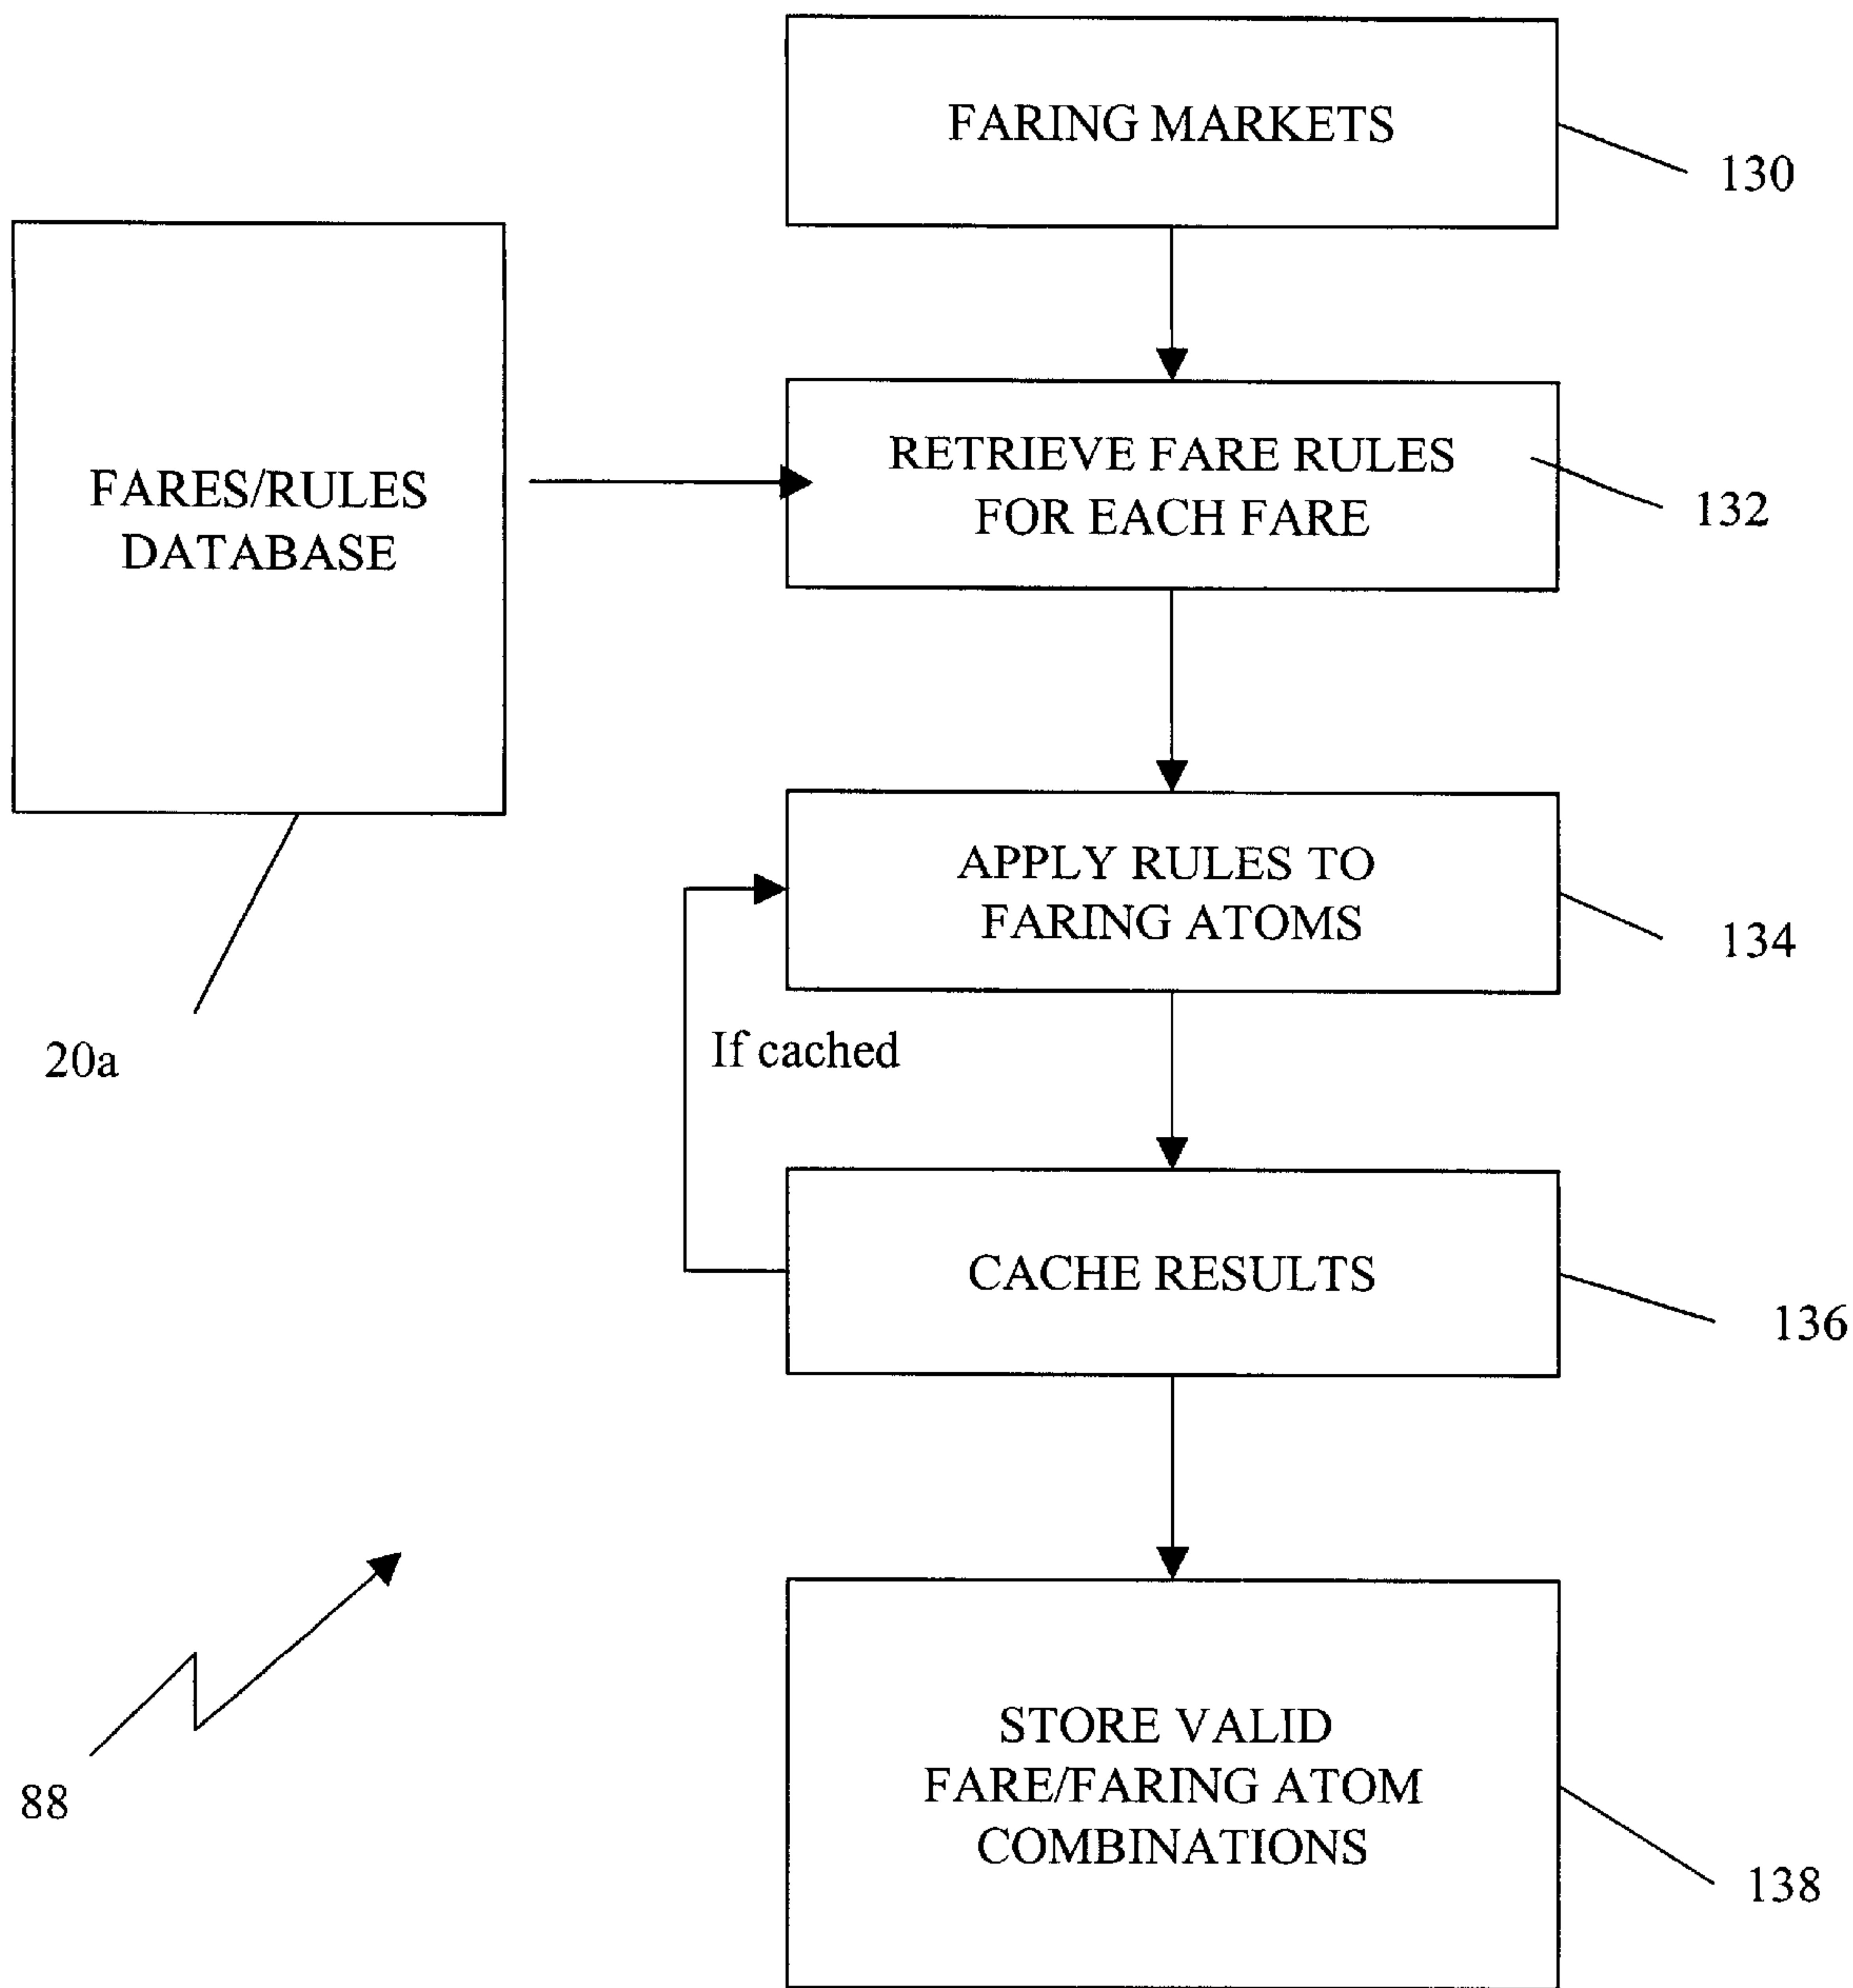 FARING MARKETS
130
FARES/RULES
DATABASE
20a
RETRIEVE FARE RULES
FOR EACH FARE
132
APPLY RULES TO
FARING ATOMS
134
If cached
CACHE RESULTS
136
STORE VALID
FARE/FARING ATOM
COMBINATIONS
138
88